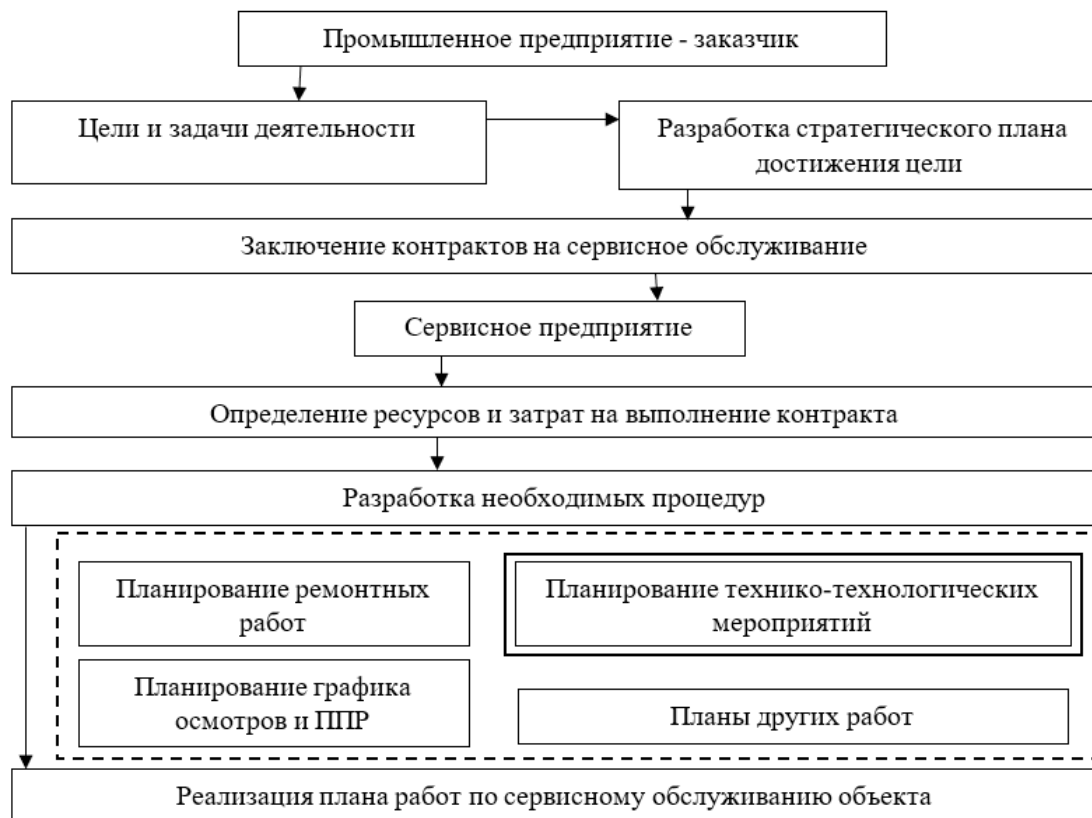 Промышленное предприятие - заказчик
Цели и задачи деятельности
Разработка стратегического плана
достижения цели
Заключение контрактов на сервисное обслуживание
Сервисное предприятие
Определение ресурсов и затрат на выполнение контракта
Разработка необходимых процедур
Планирование ремонтных
работ
Планирование технико-технологических
мероприятий
Планирование графика
осмотров и ППР
Планы других работ
Реализация плана работ по сервисному обслуживанию объекта